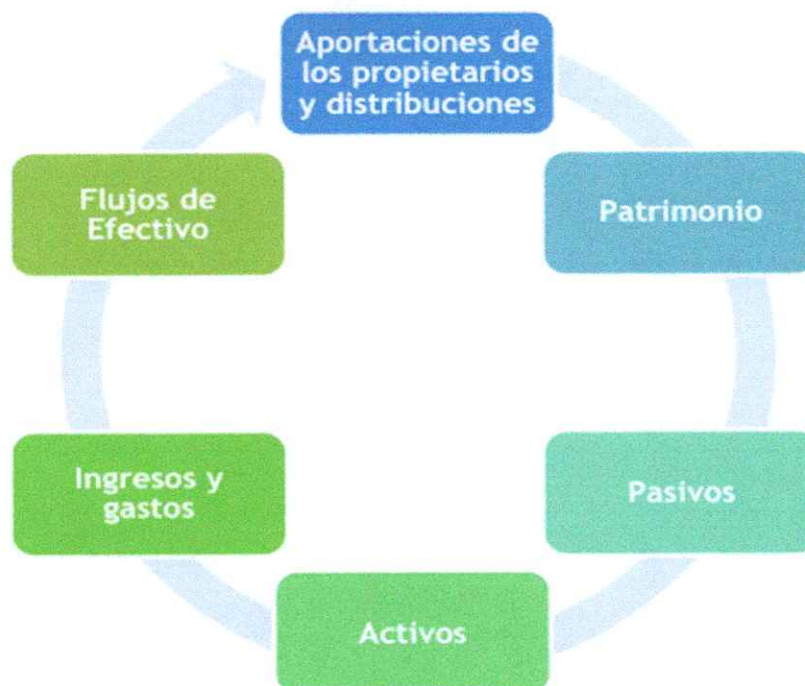 Aportaciones de
los propietarios
y distribuciones
Patrimonio
Pasivos
Activos
Ingresos y
gastos
Flujos de
Efectivo